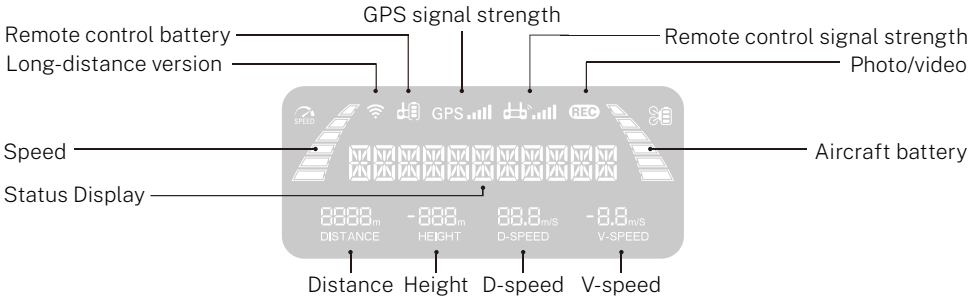 GPS signal strength
Remote control battery
Remote control signal strength
Long-distance version
Photo/video
SPEED
GPS
REC
Speed
Aircraft battery
Status Display
8888.m
-888m
88.8m/s
-8.8m/s
DISTANCE
HEIGHT
D-SPEED
V-SPEED
Distance
Height
D-speed
V-speed